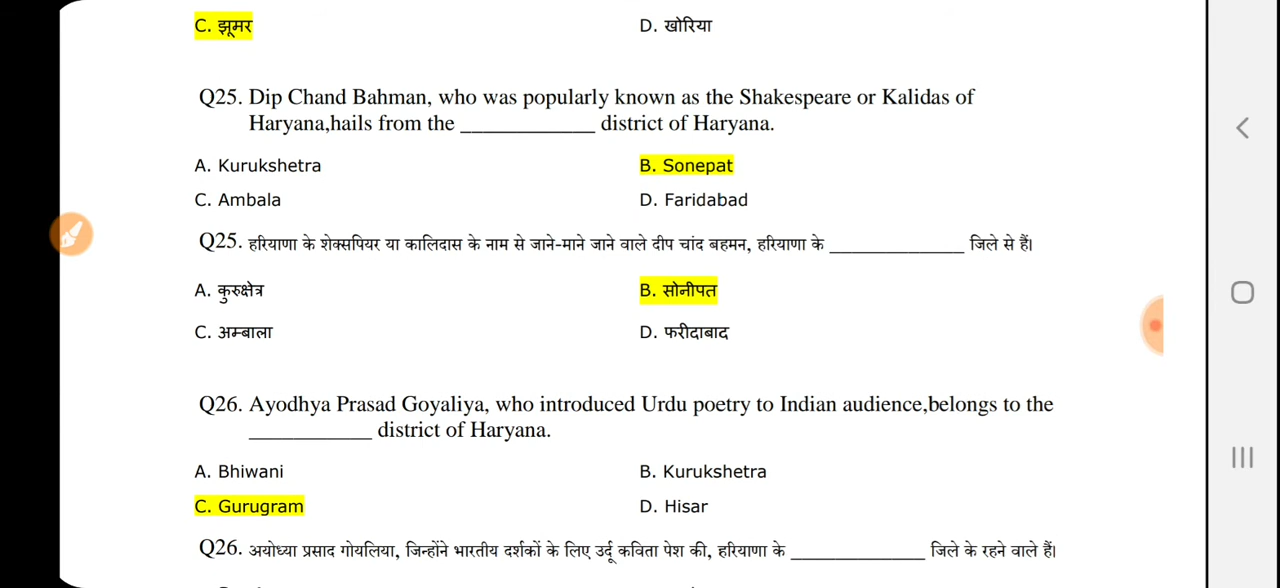 C. झूमर D. खोरिया
Q25. Dip Chand Bahman, who was popularly known as the Shakespeare or Kalidas of
Haryana,hails from the ____________ district of Haryana.
A. Kurukshetra B. Sonepat
C. Ambala D. Faridabad
Q25. हरियाणा के शेक्सपियर या कालिदास के नाम से जाने-माने जाने वाले दीप चांद बहमन, हरियाणा के ____________ जिले से हैं।
A. कुरुक्षेत्र B. सोनीपत
C. अम्बाला D. फरीदाबाद
Q26. Ayodhya Prasad Goyaliya, who introduced Urdu poetry to Indian audience,belongs to the
___________ district of Haryana.
A. Bhiwani B. Kurukshetra
C. Gurugram D. Hisar
Q26. अयोध्या प्रसाद गोयलिया, जिन्होंने भारतीय दर्शकों के लिए उर्दू कविता पेश की, हरियाणा के ____________ जिले के रहने वाले हैं।